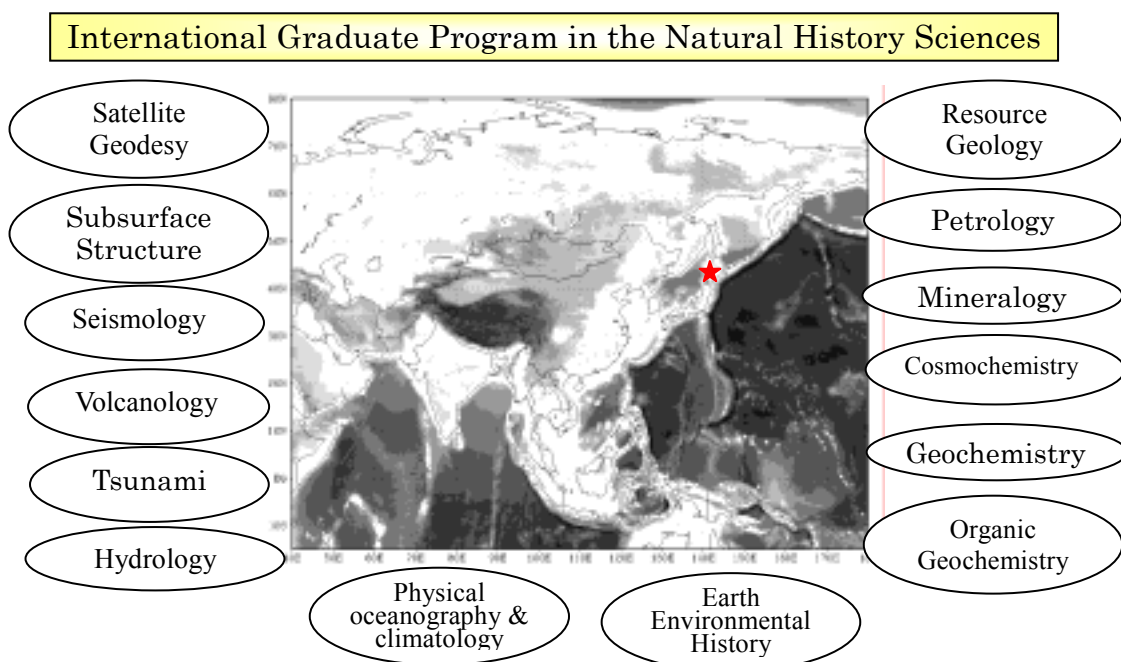 International Graduate Program in the Natural History Sciences
Satellite
Geodesy
Subsurface
Structure
Seismology
Volcanology
Tsunami
Hydrology
Resource
Geology
Petrology
Mineralogy
Cosmochemistry
Geochemistry
Organic
Geochemistry
Physical
oceanography &
climatology
Earth
Environmental
History